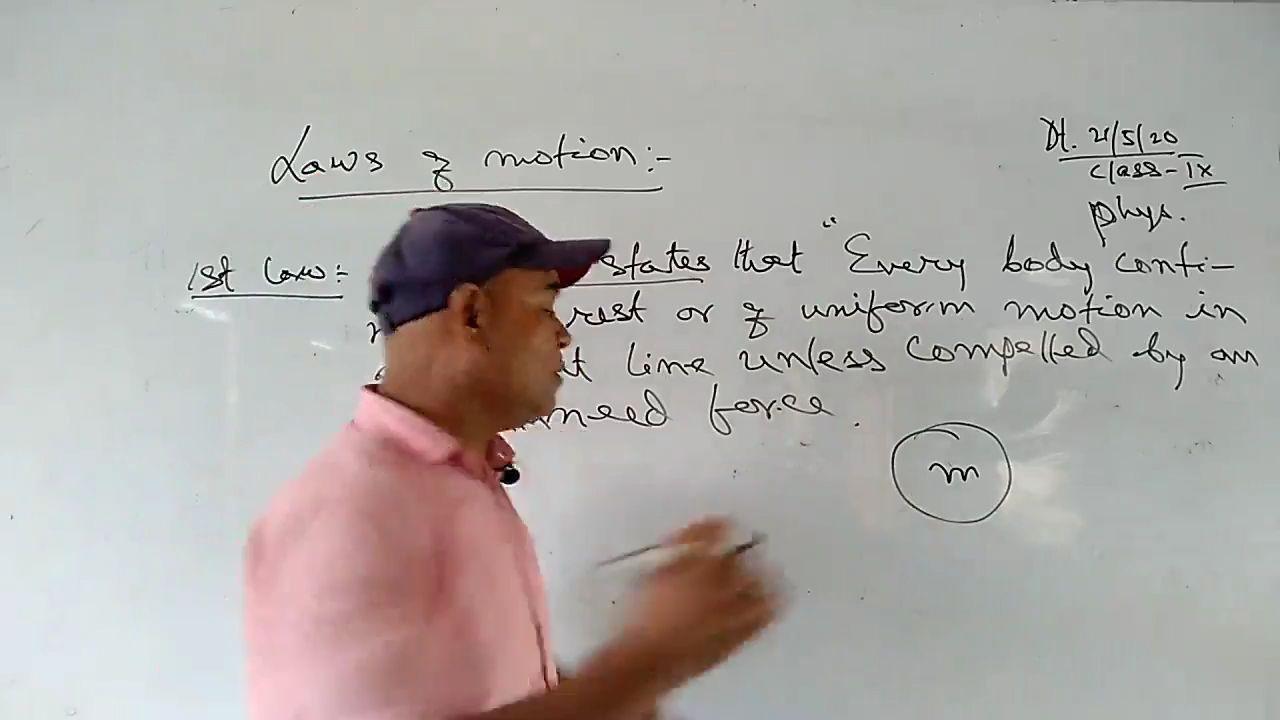 Laws of motion:-
Dt. 21/5/20
Class-IX
phys.
1st law:- states that "Every body conti-
rest or of uniform motion in
line unless compelled by an
force.
m